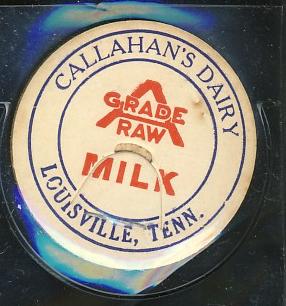 CALLAHAN'S DAIRY
GRADE A
RAW
MILK
LOUISVILLE, TENN.